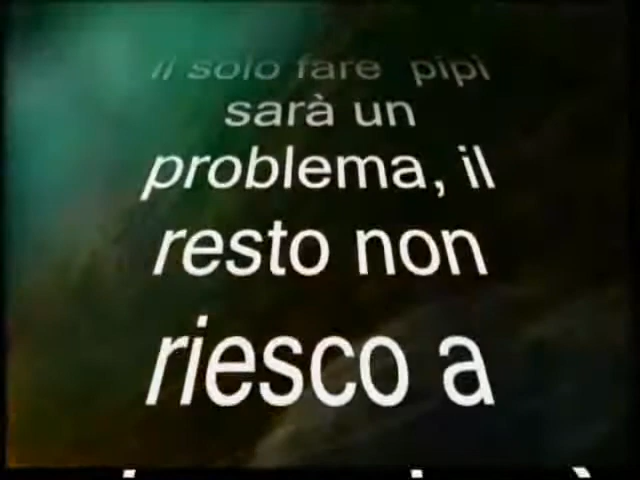 Il solo fare pipì
sarà un
problema, il
resto non
riesco a